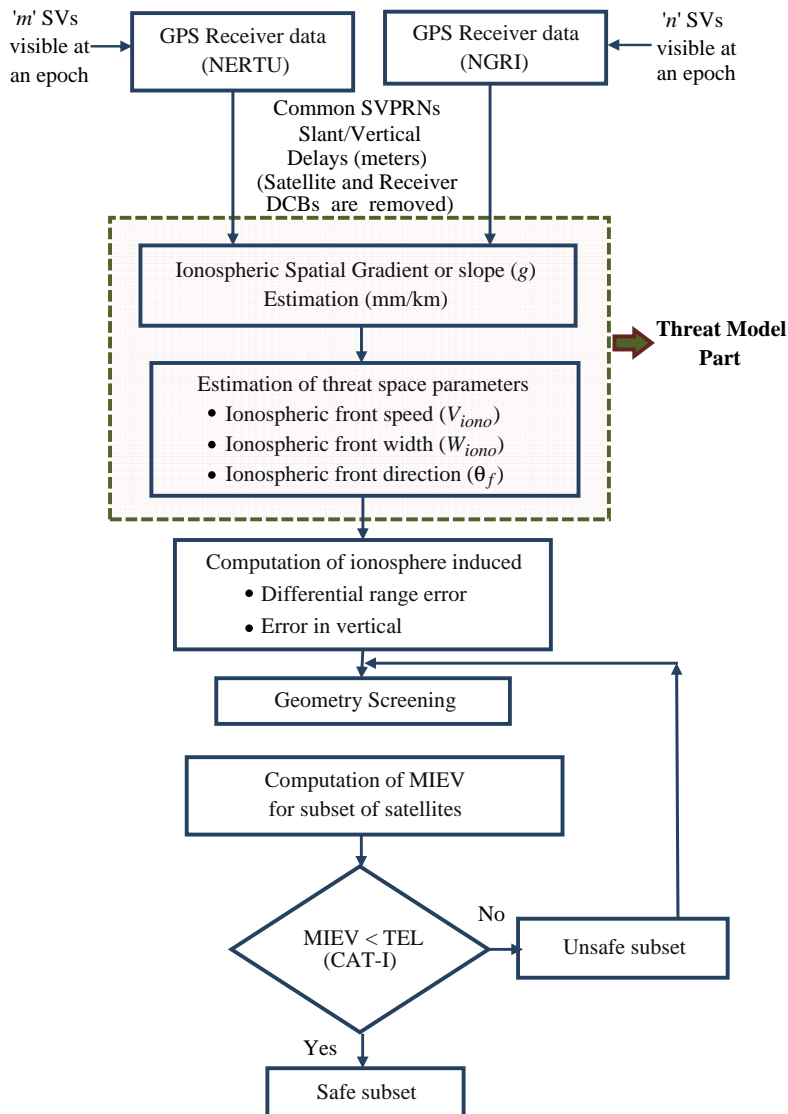 'm' SVs
visible at
an epoch
GPS Receiver data
(NERTU)
GPS Receiver data
(NGRI)
'n' SVs
visible at
an epoch
Common SVPRNs
Slant/Vertical
Delays (meters)
(Satellite and Receiver
DCBs are removed)
Ionospheric Spatial Gradient or slope (g)
Estimation (mm/km)
Threat Model
Part
Estimation of threat space parameters
• Ionospheric front speed (V_iono)
• Ionospheric front width (W_iono)
• Ionospheric front direction (θ_f)
Computation of ionosphere induced
• Differential range error
• Error in vertical
Geometry Screening
Computation of MIEV
for subset of satellites
MIEV < TEL
(CAT-I)
No
Unsafe subset
Yes
Safe subset